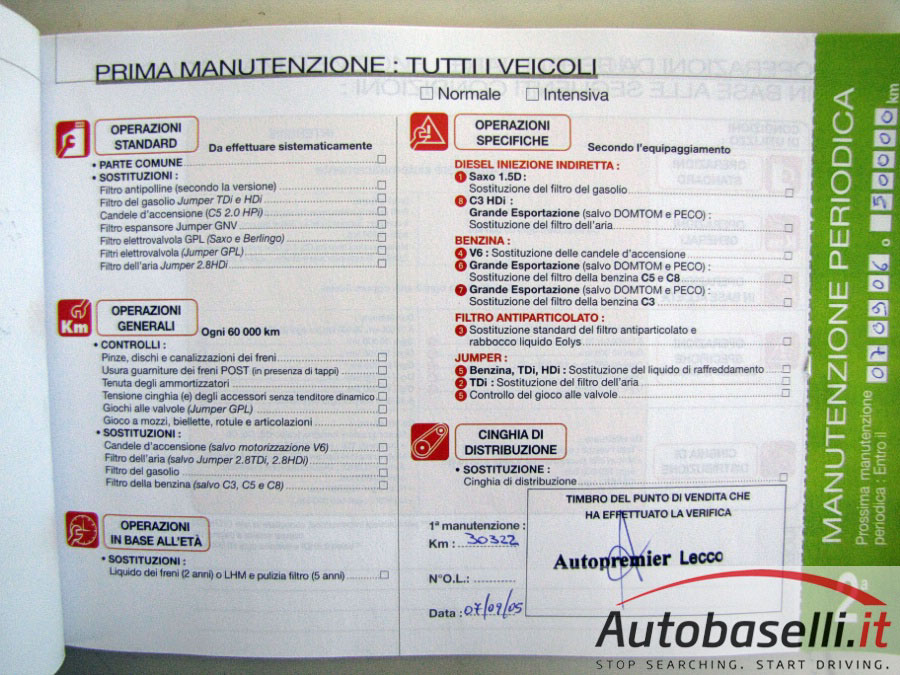 PRIMA MANUTENZIONE : TUTTI I VEICOLI
Normale Intensiva
OPERAZIONI
STANDARD
Da effettuare sistematicamente
• PARTE COMUNE
• SOSTITUZIONI :
Filtro antipolline (secondo la versione)
Filtro del gasolio Jumper TDi e HDi
Candele d'accensione (C5 2.0 HPi)
Filtro espansore Jumper GNV
Filtro elettrovalvola GPL (Saxo e Berlingo)
Filtri elettrovalvola (Jumper GPL)
Filtro dell'aria Jumper 2.8HDi
Km
OPERAZIONI
GENERALI
Ogni 60 000 km
• CONTROLLI :
Pinze, dischi e canalizzazioni dei freni
Usura guarniture dei freni POST (in presenza di tappi)
Tenuta degli ammortizzatori
Tensione cinghia (e) degli accessori senza tenditore dinamico
Giochi alle valvole (Jumper GPL)
Gioco a mozzi, biellette, rotule e articolazioni
• SOSTITUZIONI :
Candele d'accensione (salvo motorizzazione V6)
Filtro dell'aria (salvo Jumper 2.8TDi, 2.8HDi)
Filtro del gasolio
Filtro della benzina (salvo C3, C5 e C8)
OPERAZIONI
IN BASE ALL'ETÀ
• SOSTITUZIONI :
Liquido dei freni (2 anni) o LHM e pulizia filtro (5 anni)
OPERAZIONI
SPECIFICHE
Secondo l'equipaggiamento
DIESEL INIEZIONE INDIRETTA :
1 Saxo 1.5D :
Sostituzione del filtro del gasolio
8 C3 HDi :
Grande Esportazione (salvo DOMTOM e PECO) :
Sostituzione del filtro dell'aria
BENZINA :
4 V6 : Sostituzione delle candele d'accensione
6 Grande Esportazione (salvo DOMTOM e PECO) :
Sostituzione del filtro della benzina C5 e C8
7 Grande Esportazione (salvo DOMTOM e PECO) :
Sostituzione del filtro della benzina C3
FILTRO ANTIPARTICOLATO :
3 Sostituzione standard del filtro antiparticolato e
rabbocco liquido Eolys
JUMPER :
5 Benzina, TDi, HDi : Sostituzione del liquido di raffreddamento
2 TDi : Sostituzione del filtro dell'aria
5 Controllo del gioco alle valvole
CINGHIA DI
DISTRIBUZIONE
• SOSTITUZIONE :
Cinghia di distribuzione
1ª manutenzione :
Km : 30322
N°O.L. :
Data : 07/09/05
TIMBRO DEL PUNTO DI VENDITA CHE
HA EFFETTUATO LA VERIFICA
Autopremier Lecco
MANUTENZIONE PERIODICA
Prossima manutenzione
periodica : Entro il 070906 o 50000 km
2ª
Autobaselli.it
STOP SEARCHING. START DRIVING.